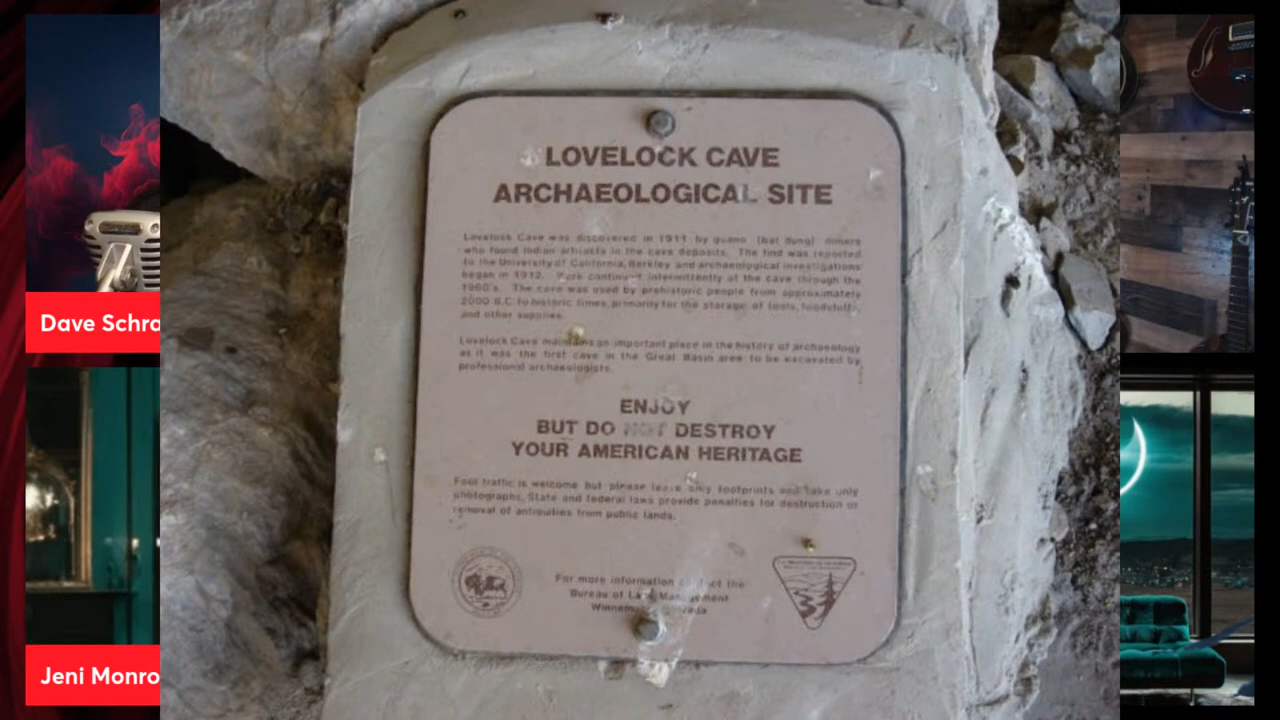 LOVELOCK CAVE
ARCHAEOLOGICAL SITE
Lovelock Cave was discovered in 1911 by guano (bat dung) miners
who found Indian artifacts in the cave deposits. The find was reported
to the University of California, Berkley and archaeological investigations
began in 1912. Work continued intermittently at the cave through the
1960's. The cave was used by prehistoric people from approximately
2000 B.C. to historic times primarily for the storage of tools, foodstuffs,
and other supplies.
Lovelock Cave maintains an important place in the history of archaeology
as it was the first cave in the Great Basin area to be excavated by
professional archaeologists.
ENJOY
BUT DO NOT DESTROY
YOUR AMERICAN HERITAGE
Foot traffic is welcome but please leave only footprints and take only
photographs. State and federal laws provide penalties for destruction or
removal of antiquities from public lands.
For more information contact the
Bureau of Land Management
Winnemucca, Nevada
Dave Schra
Jeni Monro